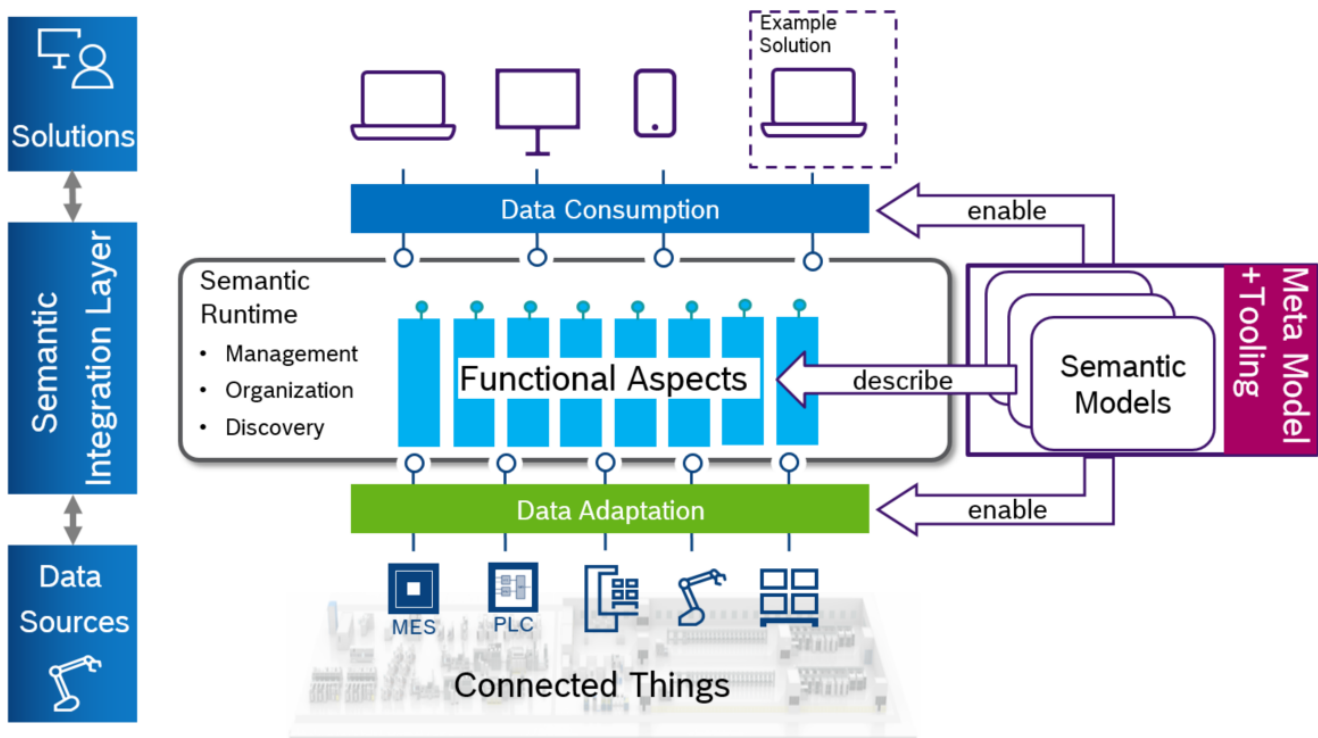 Solutions
Semantic
Integration Layer
Data
Sources
Example
Solution
Data Consumption
enable
Semantic
Runtime
• Management
• Organization
• Discovery
Functional Aspects
describe
Semantic
Models
Meta Model
+Tooling
Data Adaptation
enable
MES
PLC
Connected Things